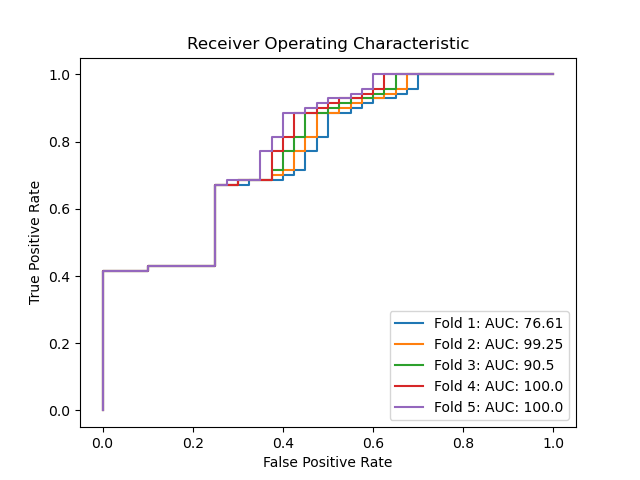 Receiver Operating Characteristic
True Positive Rate
1.0
0.8
0.6
0.4
0.2
0.0
Fold 1: AUC: 76.61
Fold 2: AUC: 99.25
Fold 3: AUC: 90.5
Fold 4: AUC: 100.0
Fold 5: AUC: 100.0
0.0 0.2 0.4 0.6 0.8 1.0
False Positive Rate